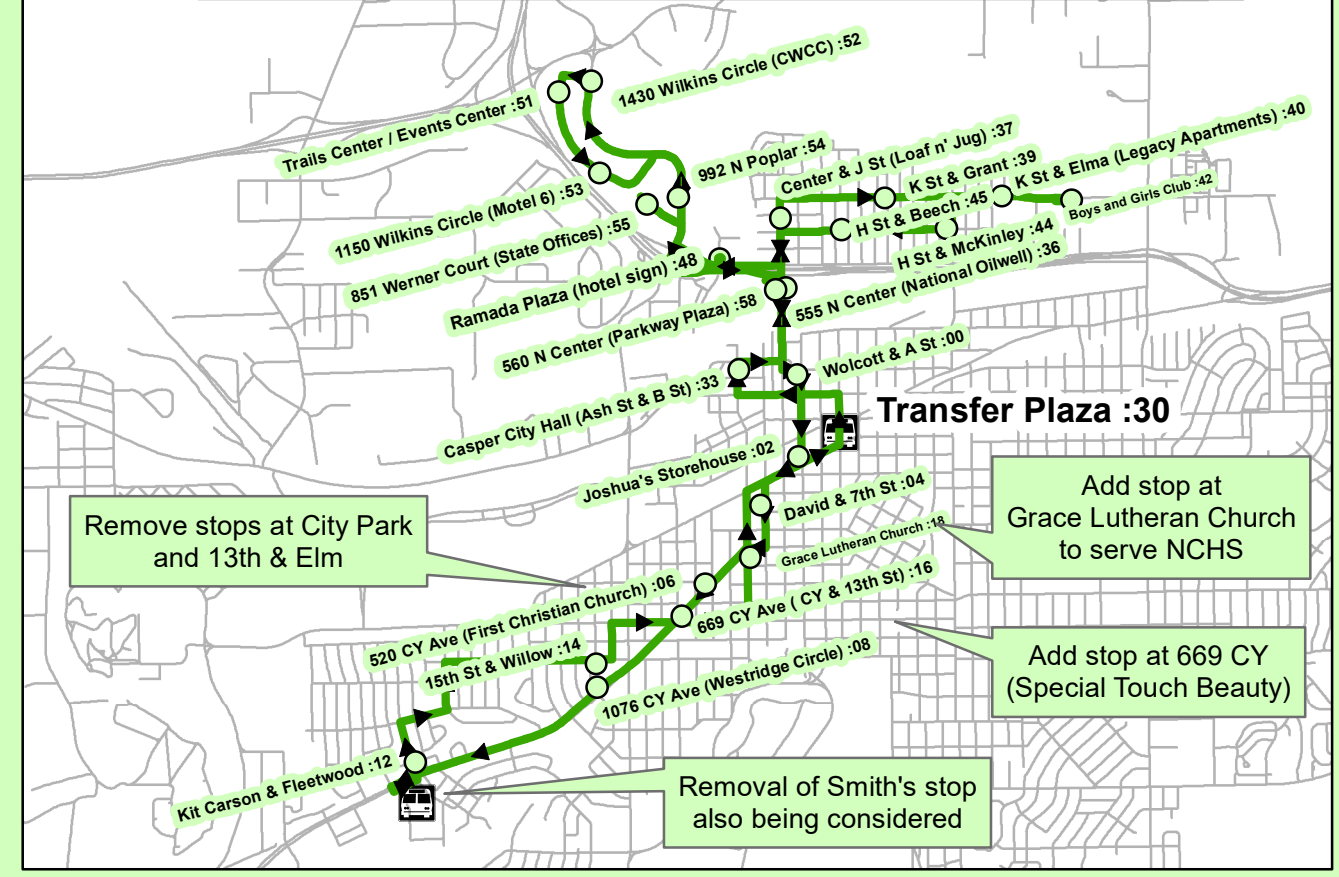 1430 Wilkins Circle (CWCC) :52
Trails Center / Events Center :51
992 N Poplar :54
Center & J St (Loaf n' Jug) :37
K St & Grant :39
K St & Elma (Legacy Apartments) :40
Boys and Girls Club :42
1150 Wilkins Circle (Motel 6) :53
H St & Beech :45
851 Werner Court (State Offices) :55
H St & McKinley :44
Ramada Plaza (hotel sign) :48
555 N Center (National Oilwell) :36
560 N Center (Parkway Plaza) :58
Wolcott & A St :00
Casper City Hall (Ash St & B St) :33
Transfer Plaza :30
Joshua's Storehouse :02
David & 7th St :04
Add stop at
Grace Lutheran Church
to serve NCHS
Remove stops at City Park
and 13th & Elm
Grace Lutheran Church :18
520 CY Ave (First Christian Church) :06
669 CY Ave ( CY & 13th St) :16
15th St & Willow :14
Add stop at 669 CY
(Special Touch Beauty)
1076 CY Ave (Westridge Circle) :08
Kit Carson & Fleetwood :12
Removal of Smith's stop
also being considered